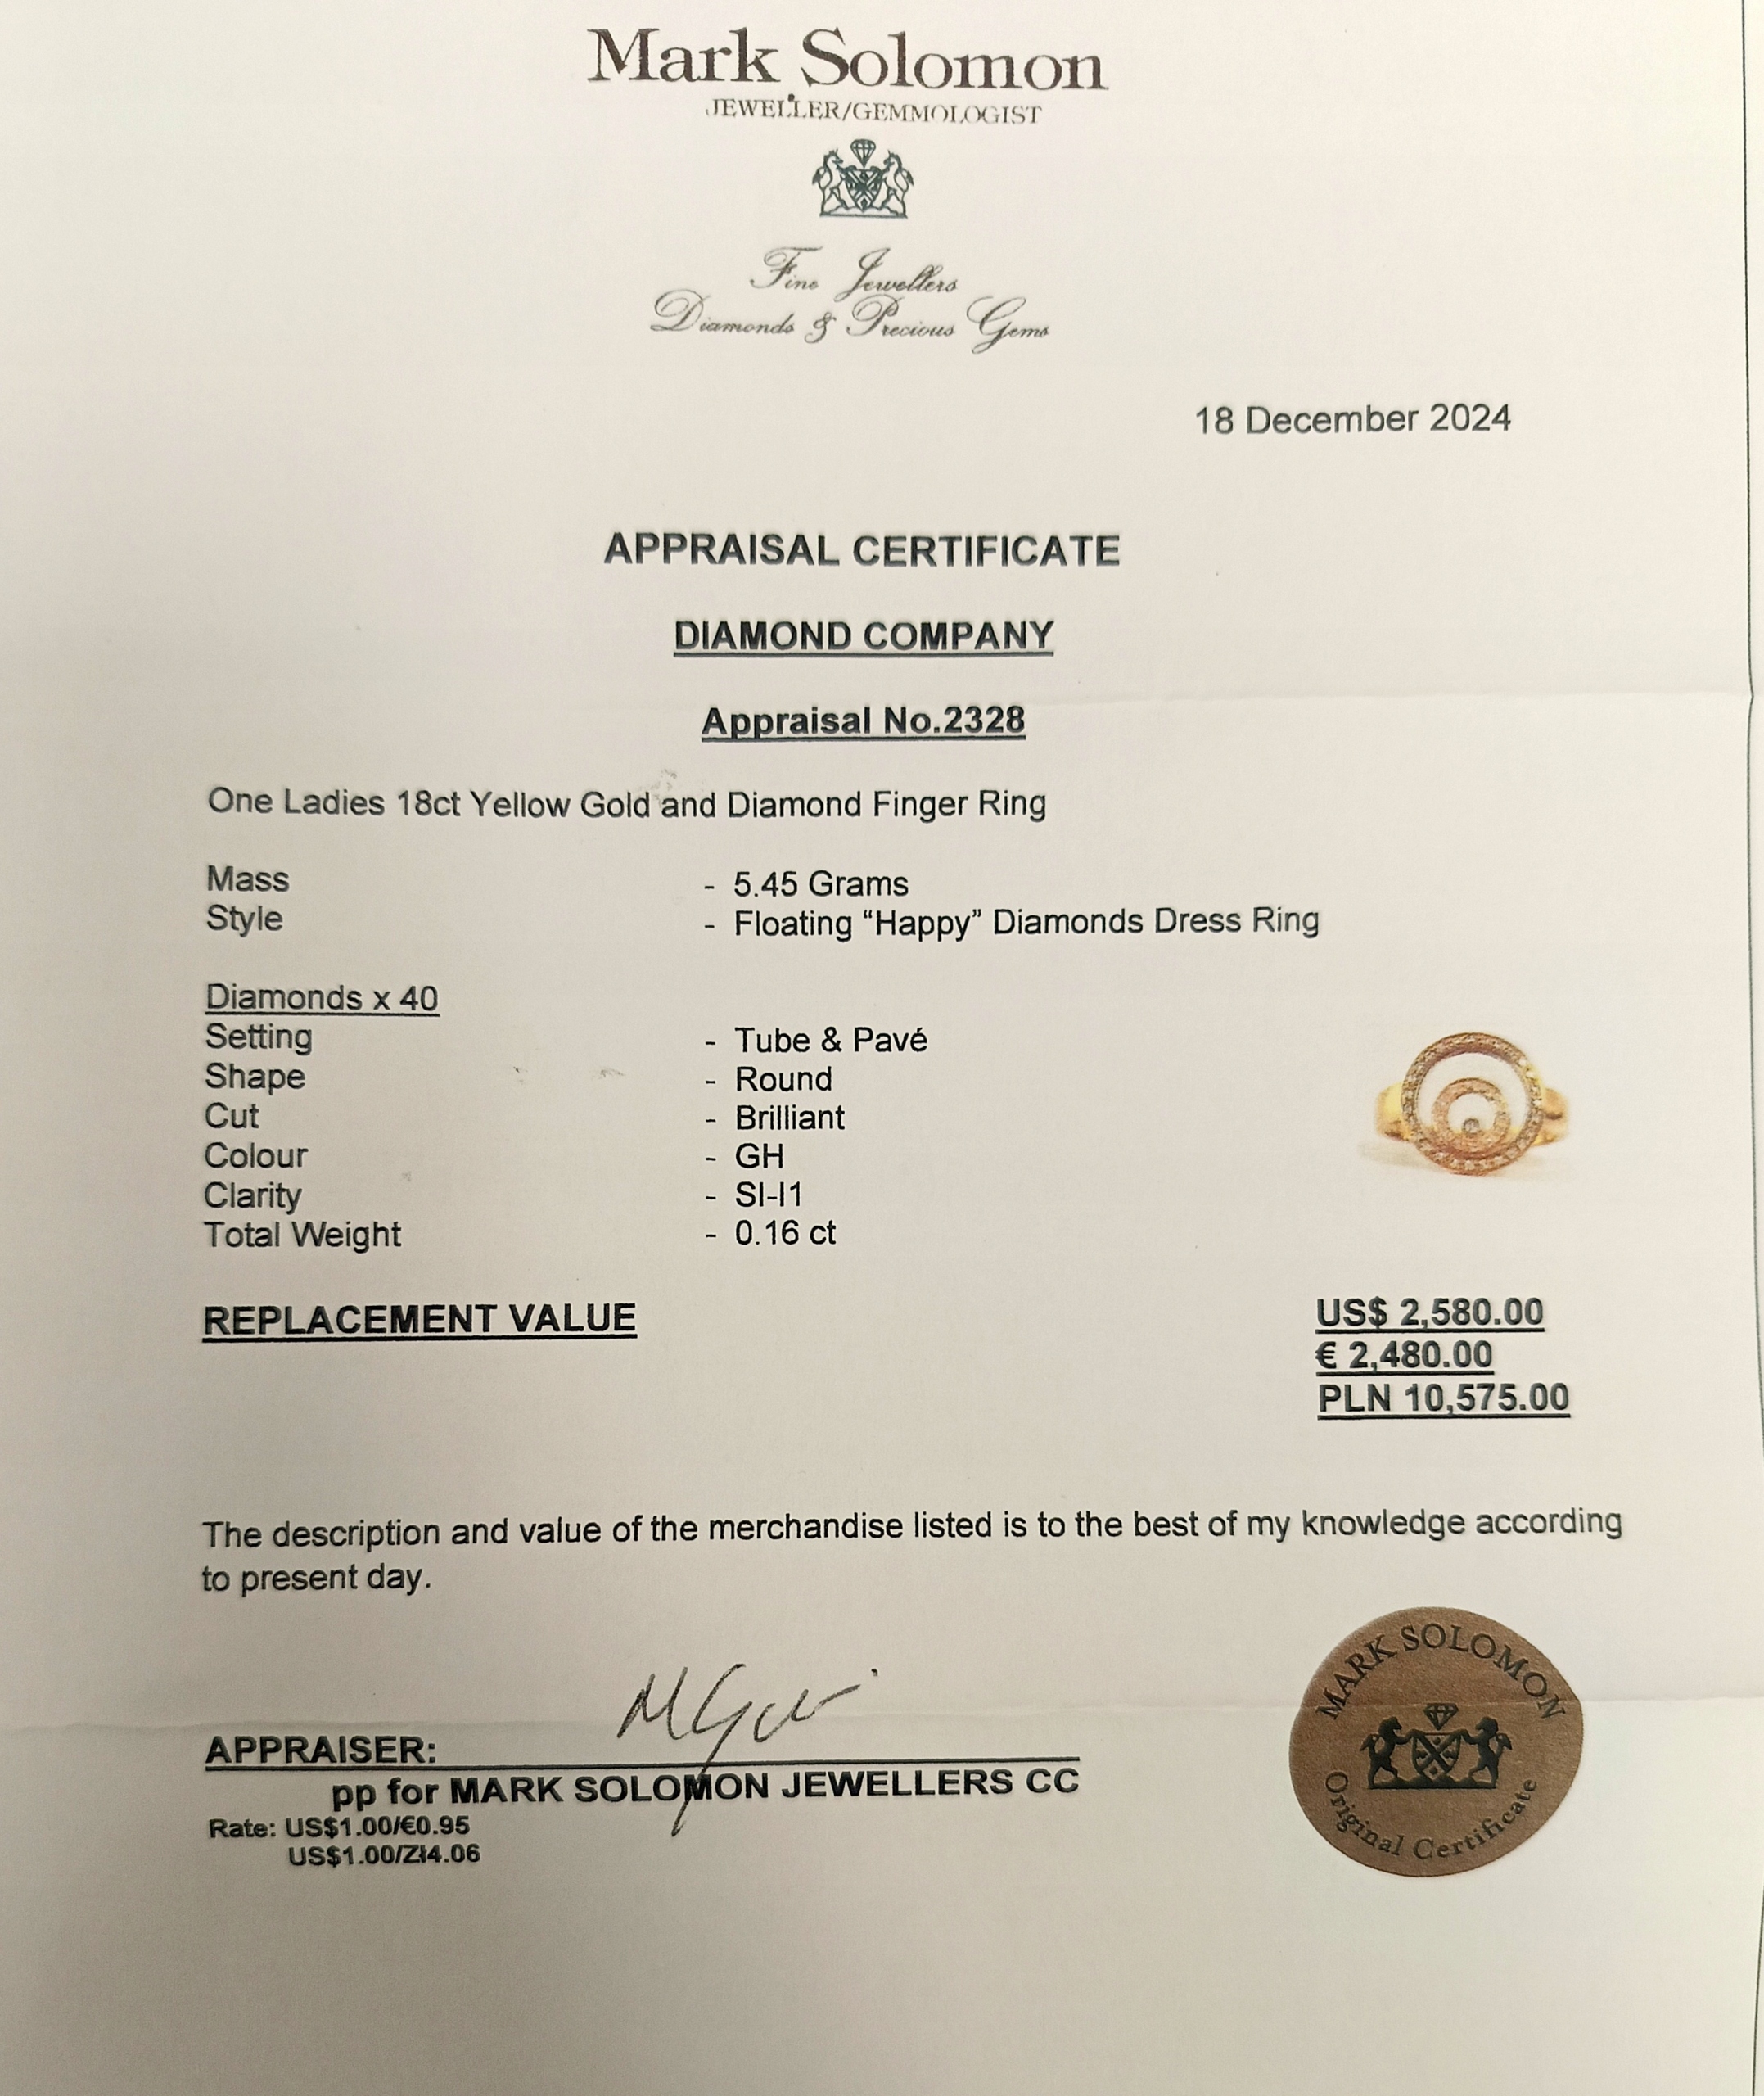 Mark Solomon
JEWELLER/GEMMOLOGIST
Fine Jewellers
Diamonds & Precious Gems
18 December 2024
APPRAISAL CERTIFICATE
DIAMOND COMPANY
Appraisal No.2328
One Ladies 18ct Yellow Gold and Diamond Finger Ring
Mass - 5.45 Grams
Style - Floating “Happy” Diamonds Dress Ring
Diamonds x 40
Setting - Tube & Pavé
Shape - Round
Cut - Brilliant
Colour - GH
Clarity - SI-I1
Total Weight - 0.16 ct
REPLACEMENT VALUE US$ 2,580.00
€ 2,480.00
PLN 10,575.00
The description and value of the merchandise listed is to the best of my knowledge according
to present day.
APPRAISER:
pp for MARK SOLOMON JEWELLERS CC
Rate: US$1.00/€0.95
US$1.00/Zł4.06
MARK SOLOMON
Original Certificate